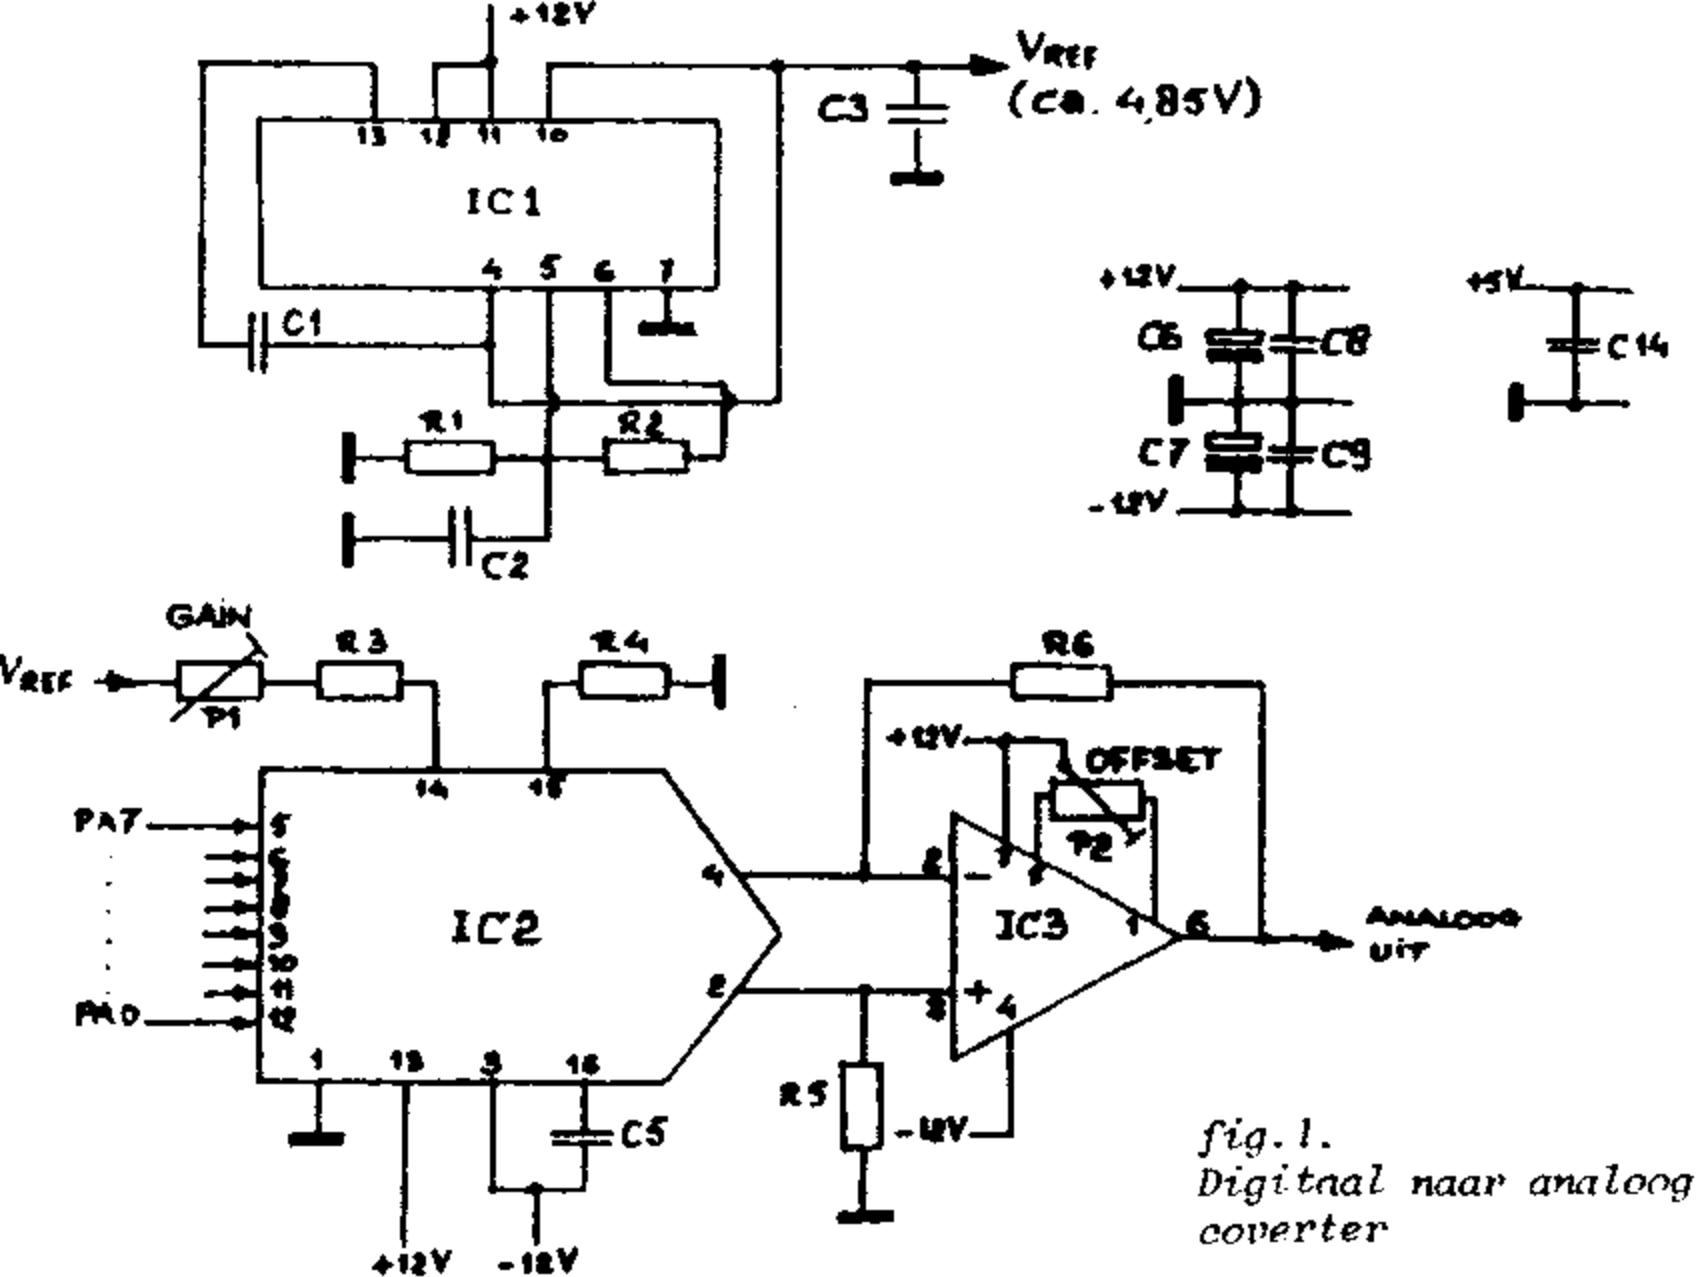 +12V
VREF
(ca. 4,85V)
C3
13 12 11 10
IC1
4 5 6 7
C1
R1 R2
C2
+12V
C6 C8
C7 C9
-12V
+5V
C14
GAIN
VREF
P1
R3 R4
14 15
PA7 5
6
7
8
9
10
11
PA0 12
IC2
4
2
1 13 3 16
C5
+12V -12V
R6
+12V
OFFSET
P2
2 7 5
IC3
1 6
3 4
R5
-12V
ANALOOG
UIT
fig.1.
Digitaal naar analoog
coverter